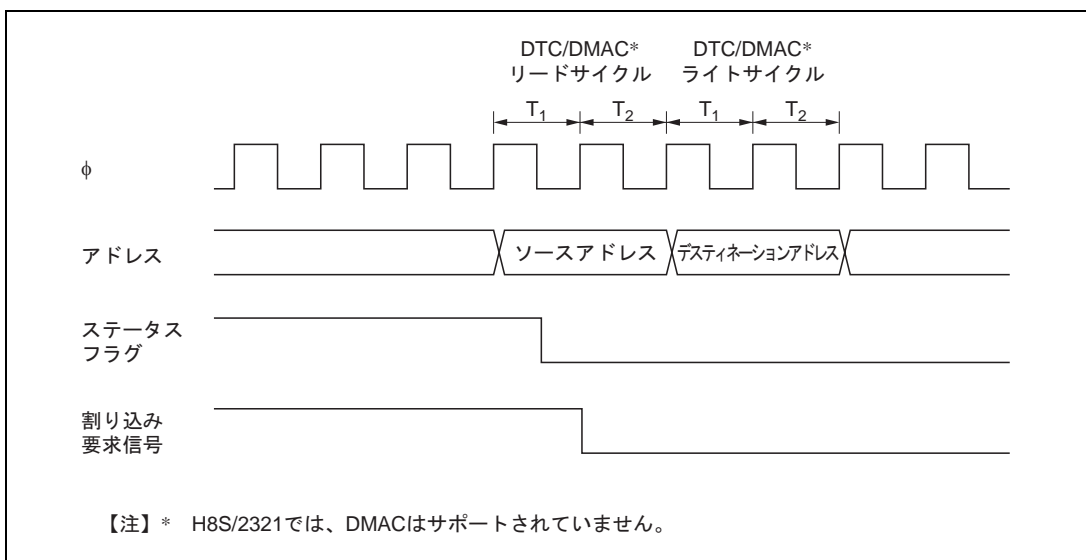 DTC/DMAC* DTC/DMAC*
リードサイクル ライトサイクル
T₁ T₂ T₁ T₂
φ
アドレス ソースアドレス デスティネーションアドレス
ステータス
フラグ
割り込み
要求信号
【注】* H8S/2321では、DMACはサポートされていません。